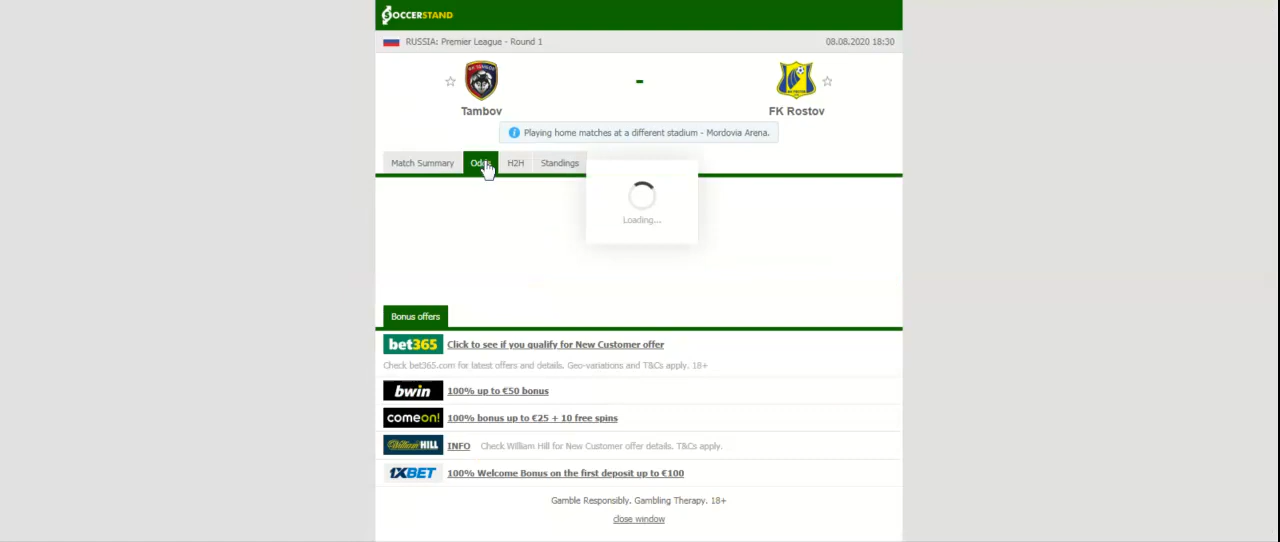 SOCCERSTAND
RUSSIA: Premier League - Round 1 08.08.2020 18:30
-
Tambov FK Rostov
Playing home matches at a different stadium - Mordovia Arena.
Match Summary Odds H2H Standings
Loading...
Bonus offers
bet365 Click to see if you qualify for New Customer offer
Check bet365.com for latest offers and details. Geo-variations and T&Cs apply. 18+
bwin 100% up to €50 bonus
comeon! 100% bonus up to €25 + 10 free spins
William HILL INFO Check William Hill for New Customer offer details. T&Cs apply.
1XBET 100% Welcome Bonus on the first deposit up to €100
Gamble Responsibly. Gambling Therapy. 18+
close window